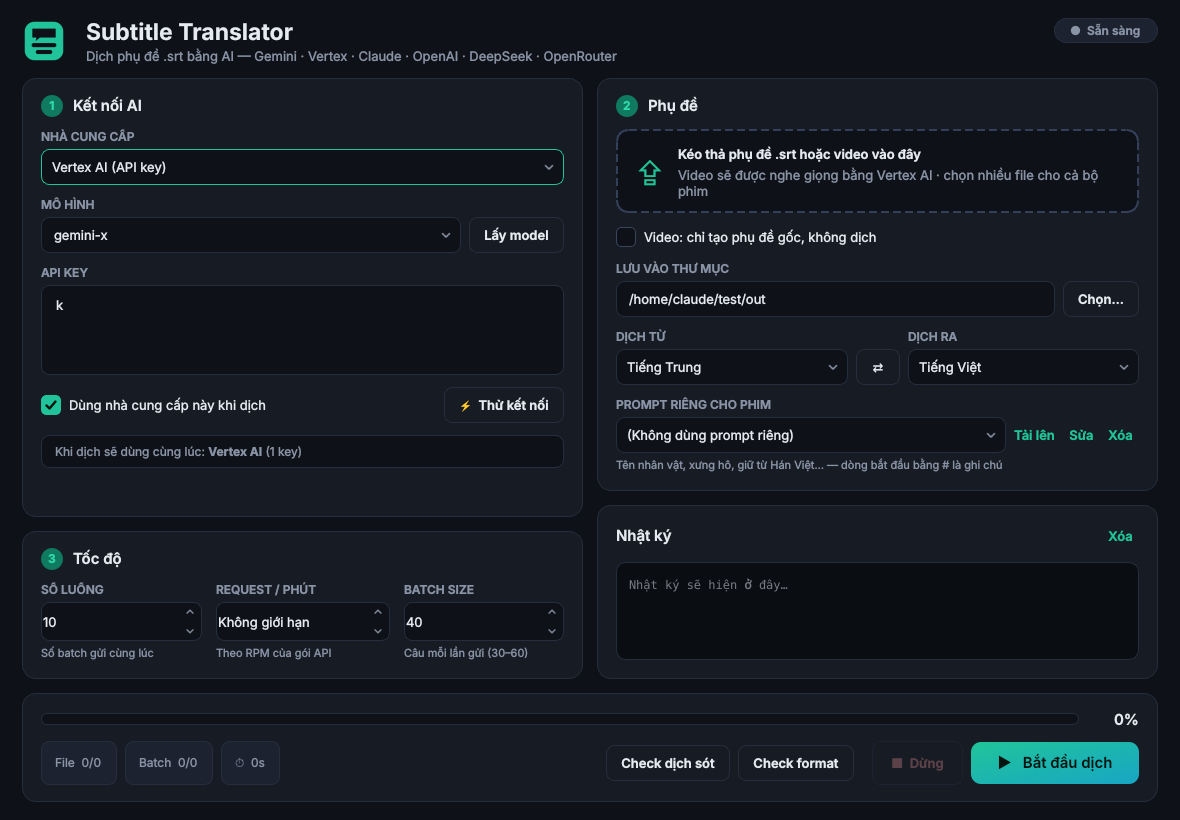 Subtitle Translator
Dịch phụ đề .srt bằng AI — Gemini · Vertex · Claude · OpenAI · DeepSeek · OpenRouter
Sẵn sàng
1 Kết nối AI
NHÀ CUNG CẤP
Vertex AI (API key)
MÔ HÌNH
gemini-x
Lấy model
API KEY
k
Dùng nhà cung cấp này khi dịch
⚡ Thử kết nối
Khi dịch sẽ dùng cùng lúc: Vertex AI (1 key)
2 Phụ đề
Kéo thả phụ đề .srt hoặc video vào đây
Video sẽ được nghe giọng bằng Vertex AI · chọn nhiều file cho cả bộ
phim
Video: chỉ tạo phụ đề gốc, không dịch
LƯU VÀO THƯ MỤC
/home/claude/test/out
Chọn...
DỊCH TỪ
DỊCH RA
Tiếng Trung
⇄
Tiếng Việt
PROMPT RIÊNG CHO PHIM
(Không dùng prompt riêng)
Tải lên
Sửa
Xóa
Tên nhân vật, xưng hô, giữ từ Hán Việt... — dòng bắt đầu bằng # là ghi chú
3 Tốc độ
SỐ LUỒNG
REQUEST / PHÚT
BATCH SIZE
10
Không giới hạn
40
Số batch gửi cùng lúc
Theo RPM của gói API
Câu mỗi lần gửi (30–60)
Nhật ký
Xóa
Nhật ký sẽ hiện ở đây…
0%
File 0/0
Batch 0/0
⏱ 0s
Check dịch sót
Check format
Dừng
Bắt đầu dịch